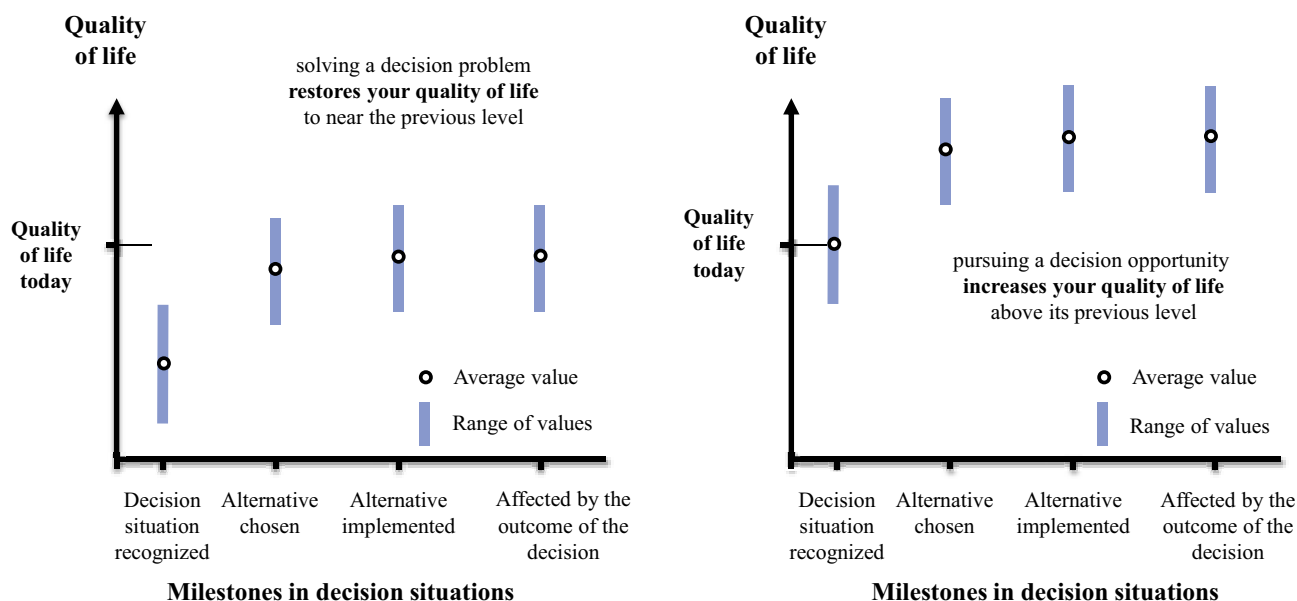 Quality
of life
solving a decision problem
restores your quality of life
to near the previous level
Quality
of life
today
Average value
Range of values
Decision
situation
recognized
Alternative
chosen
Alternative
implemented
Affected by the
outcome of the
decision
Milestones in decision situations
Quality
of life
Quality
of life
today
pursuing a decision opportunity
increases your quality of life
above its previous level
Average value
Range of values
Decision
situation
recognized
Alternative
chosen
Alternative
implemented
Affected by the
outcome of the
decision
Milestones in decision situations